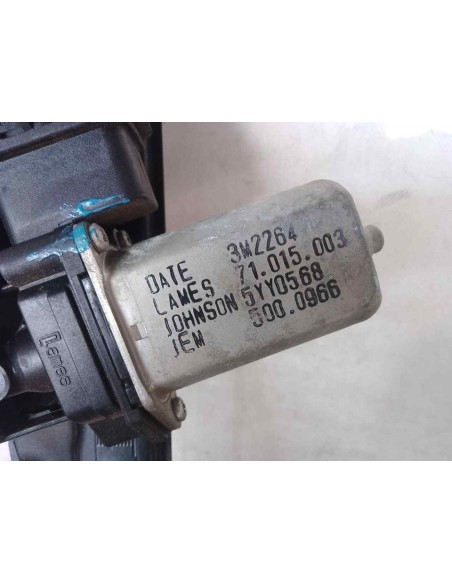 DATE 3M2264
LAMES 71.015.003
JOHNSON 5YY0568
JEM 500.0966
Lames